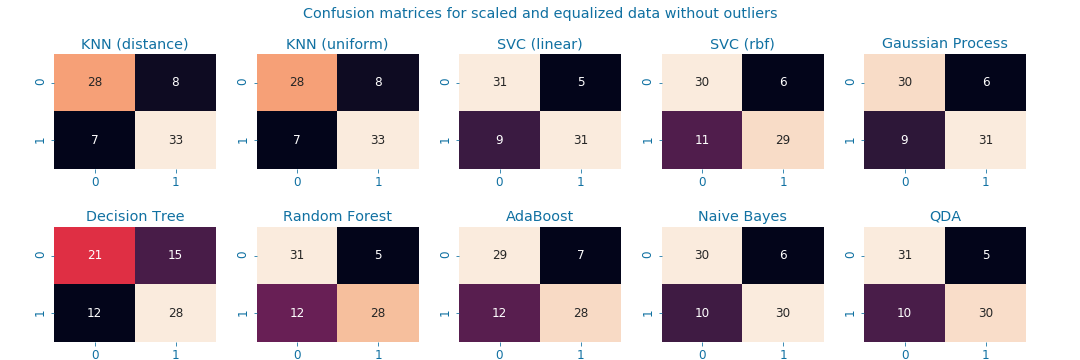 Confusion matrices for scaled and equalized data without outliers
KNN (distance) KNN (uniform) SVC (linear) SVC (rbf) Gaussian Process
0 28 8 0 28 8 0 31 5 0 30 6 0 30 6
1 7 33 1 7 33 1 9 31 1 11 29 1 9 31
0 1 0 1 0 1 0 1 0 1
Decision Tree Random Forest AdaBoost Naive Bayes QDA
0 21 15 0 31 5 0 29 7 0 30 6 0 31 5
1 12 28 1 12 28 1 12 28 1 10 30 1 10 30
0 1 0 1 0 1 0 1 0 1